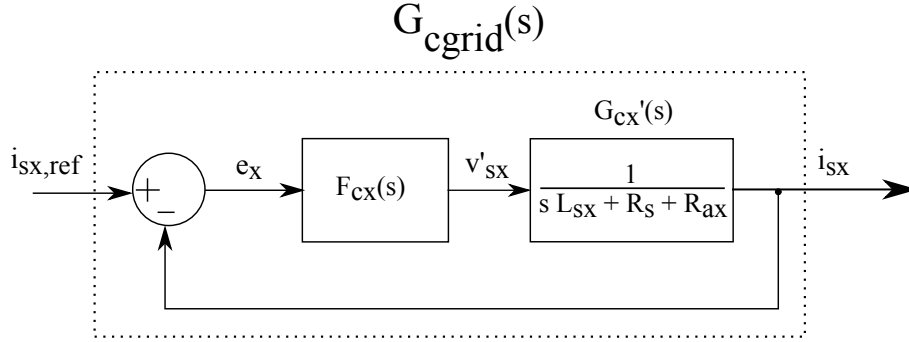 G_cgrid(s)
G_cx'(s)
i_sx,ref
e_x
v'_sx
i_sx
+
−
F_cx(s)
1
s L_sx + R_s + R_ax